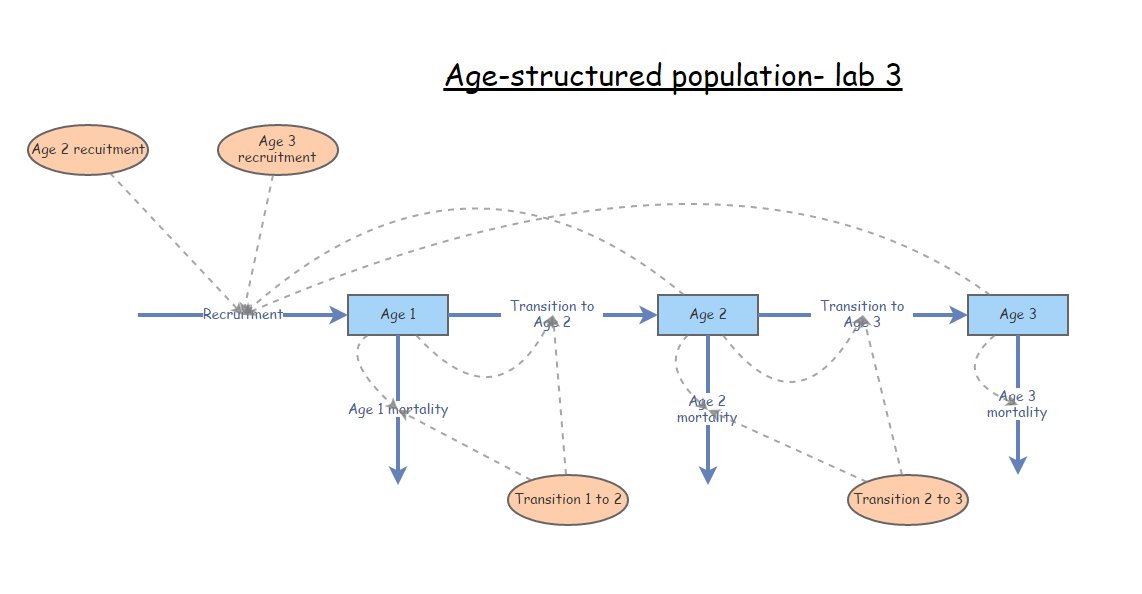 Age-structured population- lab 3
Age 2 recuitment
Age 3
recruitment
Recruitment
Age 1
Transition to
Age 2
Age 2
Transition to
Age 3
Age 3
Age 1 mortality
Age 2
mortality
Age 3
mortality
Transition 1 to 2
Transition 2 to 3